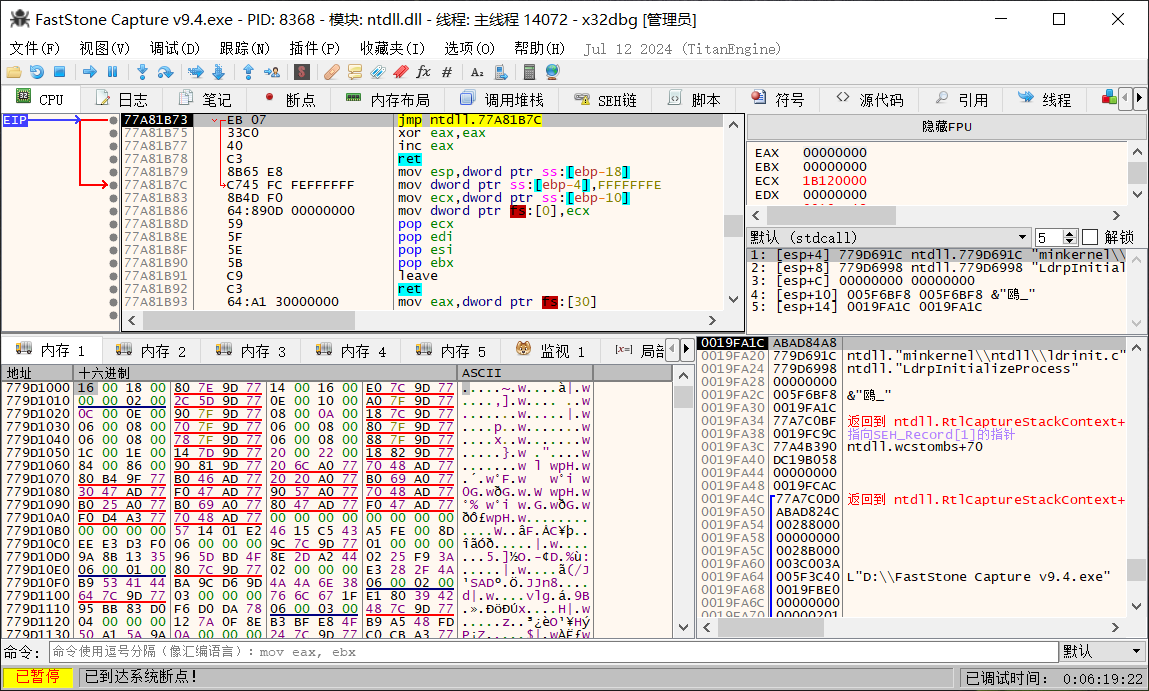 FastStone Capture v9.4.exe - PID: 8368 - 模块: ntdll.dll - 线程: 主线程 14072 - x32dbg [管理员]
文件(F) 视图(V) 调试(D) 跟踪(N) 插件(P) 收藏夹(I) 选项(O) 帮助(H) Jul 12 2024 (TitanEngine)
CPU 日志 笔记 断点 内存布局 调用堆栈 SEH链 脚本 符号 源代码 引用 线程
EIP
77A81B73 EB 07 jmp ntdll.77A81B7C
77A81B75 33C0 xor eax,eax
77A81B77 40 inc eax
77A81B78 C3 ret
77A81B79 8B65 E8 mov esp,dword ptr ss:[ebp-18]
77A81B7C C745 FC FEFFFFFF mov dword ptr ss:[ebp-4],FFFFFFFE
77A81B83 8B4D F0 mov ecx,dword ptr ss:[ebp-10]
77A81B86 64:890D 00000000 mov dword ptr fs:[0],ecx
77A81B8D 59 pop ecx
77A81B8E 5F pop edi
77A81B8F 5E pop esi
77A81B90 5B pop ebx
77A81B91 C9 leave
77A81B92 C3 ret
77A81B93 64:A1 30000000 mov eax,dword ptr fs:[30]
隐藏FPU
EAX 00000000
EBX 00000000
ECX 1B120000
EDX 00000000
默认 (stdcall) 5 解锁
1: [esp+4] 779D691C ntdll.779D691C "minkernel\\
2: [esp+8] 779D6998 ntdll.779D6998 "LdrpInitial
3: [esp+C] 00000000 00000000
4: [esp+10] 005F6BF8 005F6BF8 &"鸥_"
5: [esp+14] 0019FA1C 0019FA1C
内存 1 内存 2 内存 3 内存 4 内存 5 监视 1 局部
地址 十六进制 ASCII
779D1000 16 00 18 00 80 7E 9D 77 14 00 16 00 E0 7C 9D 77
779D1010 00 00 02 00 2C 5D 9D 77 0E 00 10 00 A0 7F 9D 77
779D1020 0C 00 0E 00 90 7F 9D 77 08 00 0A 00 18 7C 9D 77
779D1030 06 00 08 00 70 7F 9D 77 06 00 08 00 80 7F 9D 77
779D1040 06 00 08 00 78 7F 9D 77 06 00 08 00 88 7F 9D 77
779D1050 1C 00 1E 00 14 7D 9D 77 20 00 22 00 18 82 9D 77
779D1060 84 00 86 00 90 81 9D 77 20 6C A0 77 70 48 AD 77
779D1070 80 B4 9F 77 B0 46 AD 77 20 20 A0 77 B0 69 A0 77
779D1080 30 47 AD 77 F0 47 AD 77 90 57 A0 77 70 48 AD 77
779D1090 B0 25 A0 77 B0 69 A0 77 80 47 AD 77 F0 47 AD 77
779D10A0 F0 D4 A3 77 70 48 AD 77 00 00 00 00 00 00 00 00
779D10B0 00 00 00 00 57 14 01 E2 46 15 C5 43 A5 FE 00 8D
779D10C0 EE E3 D3 F0 06 00 00 00 9C 7C 9D 77 00 00 00 00
779D10D0 9A 8B 13 35 96 5D BD 4F 8E 2D A2 44 02 25 F9 3A
779D10E0 06 00 01 00 80 7C 9D 77 02 00 00 00 E3 28 2F 4A
779D10F0 B9 53 41 44 BA 9C D6 9D 4A 4A 6E 38 06 00 02 00
779D1100 64 7C 9D 77 03 00 00 00 76 6C 67 1F E1 80 39 42
779D1110 95 BB 83 D0 F6 D0 DA 78 06 00 03 00 48 7C 9D 77
779D1120 04 00 00 00 12 7A 0F 8E B3 BF E8 4F B9 A5 48 FD
779D1130 50 A1 5A 9A 0A 00 00 00 24 7C 9D 77 C0 CB A3 77
0019FA1C ABAD84A8
0019FA20 779D691C ntdll."minkernel\\ntdll\\ldrinit.c"
0019FA24 779D6998 ntdll."LdrpInitializeProcess"
0019FA28 00000000
0019FA2C 005F6BF8 &"鸥_"
0019FA30 0019FA1C
0019FA34 77A7C0BF 返回到 ntdll.RtlCaptureStackContext+
0019FA38 0019FC9C 指向SEH_Record[1]的指针
0019FA3C 77A4B390 ntdll.wcstombs+70
0019FA40 DC19B058
0019FA44 00000000
0019FA48 0019FCAC
0019FA4C 77A7C0D0 返回到 ntdll.RtlCaptureStackContext+
0019FA50 ABAD824C
0019FA54 00288000
0019FA58 00000000
0019FA5C 0028B000
0019FA60 003C003A
0019FA64 005F3C40 L"D:\\FastStone Capture v9.4.exe"
0019FA68 0019FBE0
0019FA6C 00000000
0019FA70 00000201
命令: 命令使用逗号分隔（像汇编语言）: mov eax, ebx 默认
已暂停 已到达系统断点! 已调试时间: 0:06:19:22